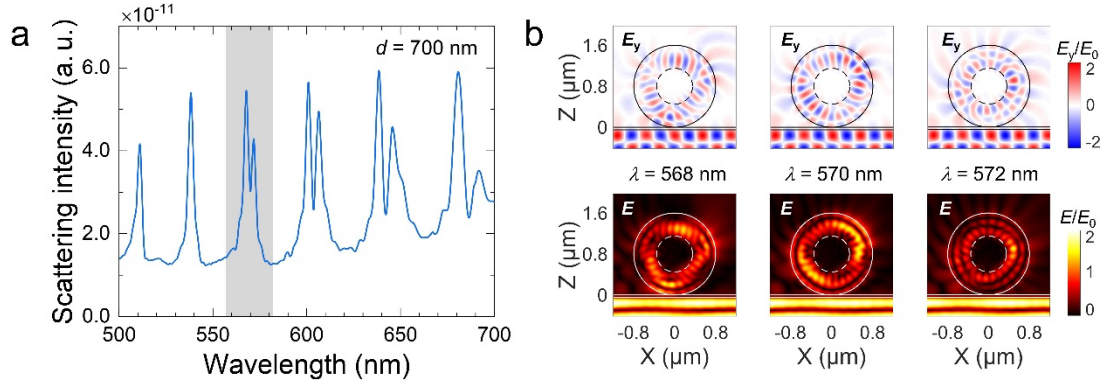 a
×10⁻¹¹
d = 700 nm
Scattering intensity (a. u.)
6.0
4.0
2.0
0.0
500 550 600 650 700
Wavelength (nm)
b
E_y E_y E_y
E_y/E_0
2
0
-2
Z (μm)
1.6
0.8
0
λ = 568 nm λ = 570 nm λ = 572 nm
E E E
E/E_0
2
1
0
Z (μm)
1.6
0.8
0
-0.8 0 0.8 -0.8 0 0.8 -0.8 0 0.8
X (μm) X (μm) X (μm)